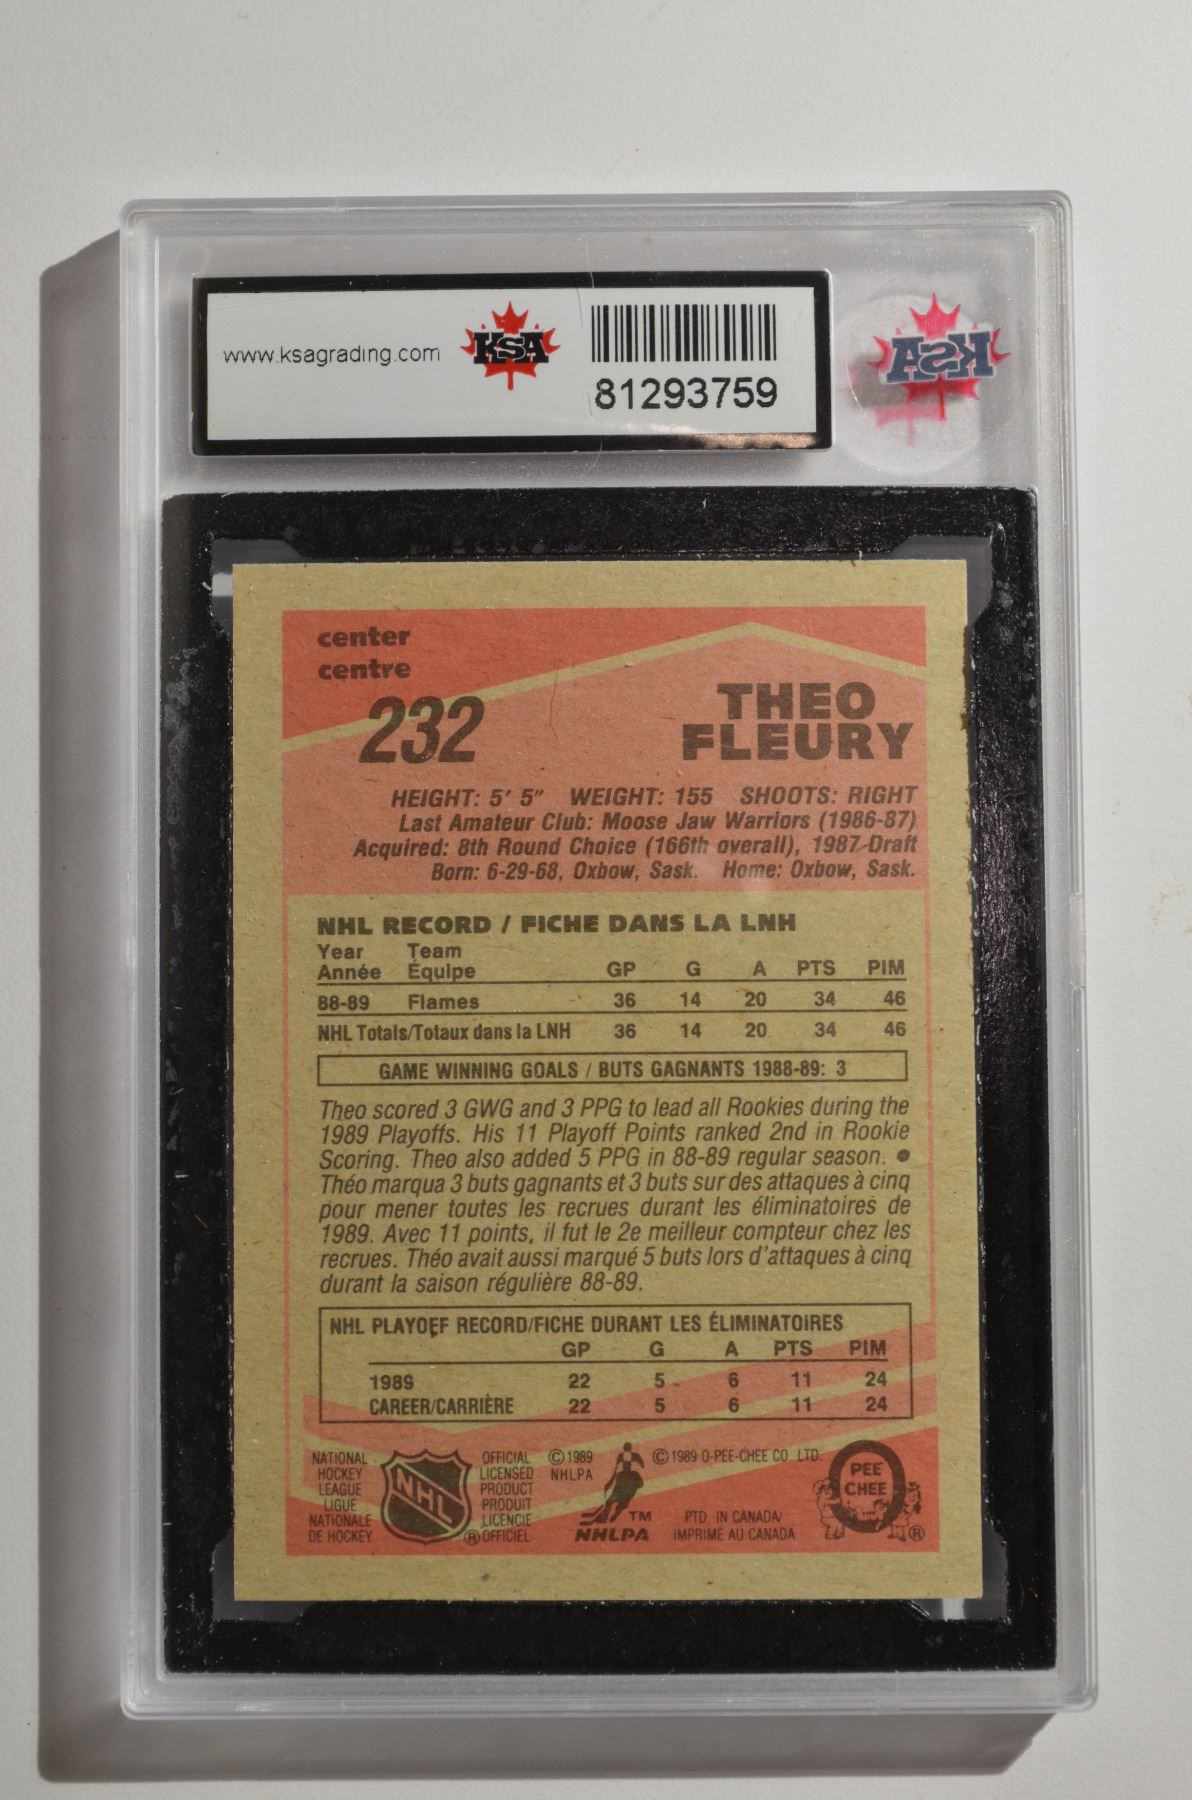 www.ksagrading.com
KSA
81293759
KSA
center
centre
232
THEO
FLEURY
HEIGHT: 5' 5" WEIGHT: 155 SHOOTS: RIGHT
Last Amateur Club: Moose Jaw Warriors (1986-87)
Acquired: 8th Round Choice (166th overall), 1987 Draft
Born: 6-29-68, Oxbow, Sask. Home: Oxbow, Sask.
NHL RECORD / FICHE DANS LA LNH
Year Team
Année Équipe GP G A PTS PIM
88-89 Flames 36 14 20 34 46
NHL Totals/Totaux dans la LNH 36 14 20 34 46
GAME WINNING GOALS / BUTS GAGNANTS 1988-89: 3
Theo scored 3 GWG and 3 PPG to lead all Rookies during the
1989 Playoffs. His 11 Playoff Points ranked 2nd in Rookie
Scoring. Theo also added 5 PPG in 88-89 regular season. ●
Théo marqua 3 buts gagnants et 3 buts sur des attaques à cinq
pour mener toutes les recrues durant les éliminatoires de
1989. Avec 11 points, il fut le 2e meilleur compteur chez les
recrues. Théo avait aussi marqué 5 buts lors d'attaques à cinq
durant la saison régulière 88-89.
NHL PLAYOFF RECORD/FICHE DURANT LES ÉLIMINATOIRES
GP G A PTS PIM
1989 22 5 6 11 24
CAREER/CARRIÈRE 22 5 6 11 24
NATIONAL
HOCKEY
LEAGUE
LIGUE
NATIONALE
DE HOCKEY
NHL
®
OFFICIAL
LICENSED
PRODUCT
PRODUIT
LICENCIE
OFFICIEL
© 1989
NHLPA
TM
NHLPA
© 1989 O-PEE-CHEE CO. LTD.
PTD. IN CANADA/
IMPRIMÉ AU CANADA
O
PEE
CHEE
®